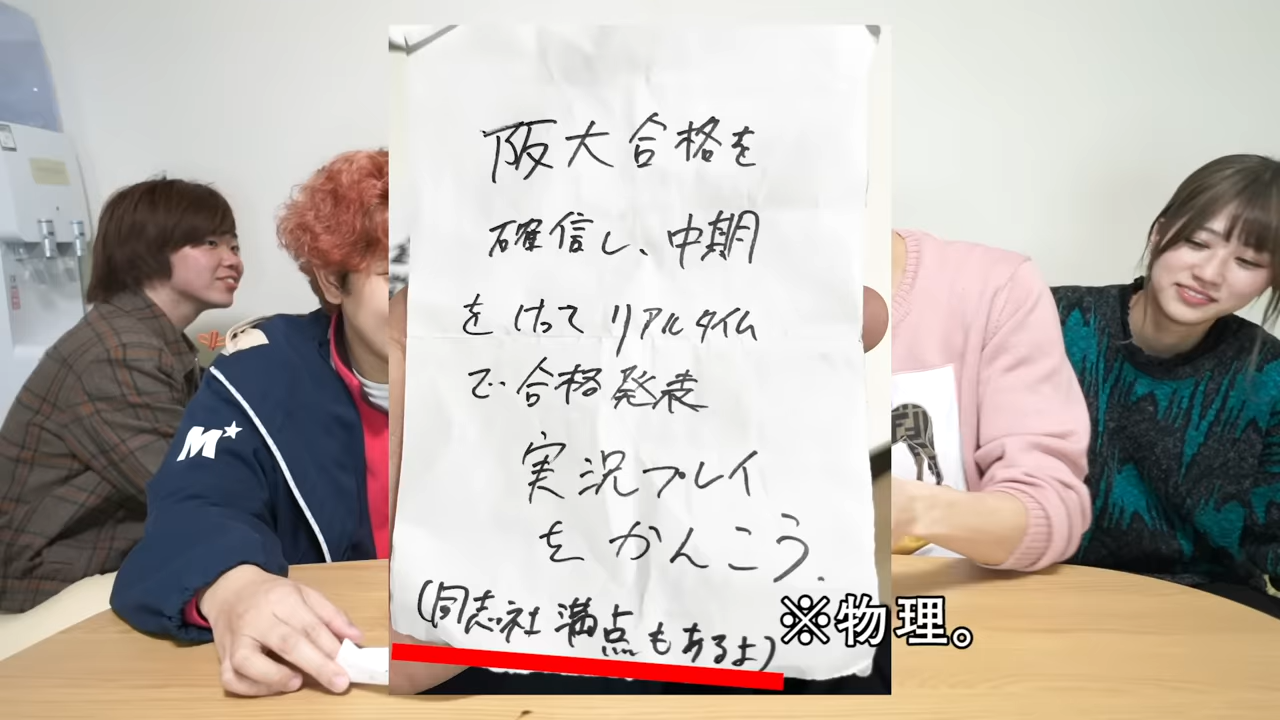 阪大合格を
確信し、中期
をけって リアルタイム
で合格発表
実況プレイ
をかんこう.
(同志社 満点もあるよ)
※物理。
M